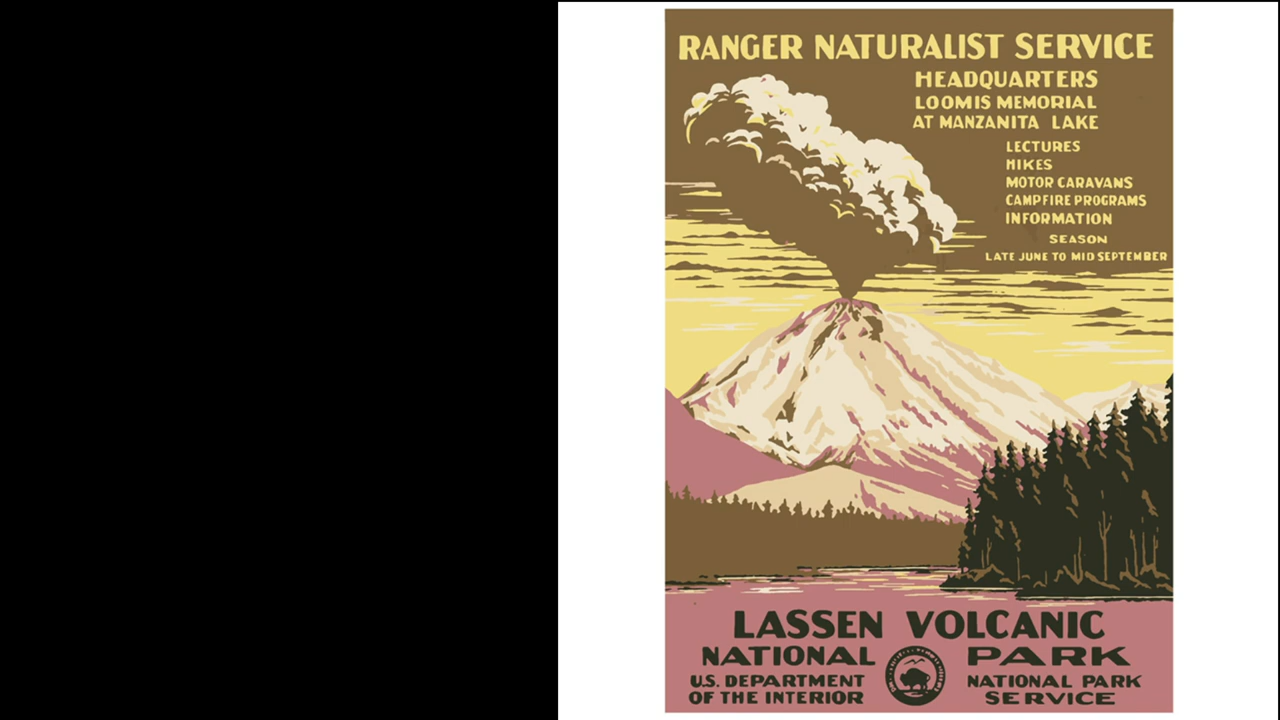 RANGER NATURALIST SERVICE
HEADQUARTERS
LOOMIS MEMORIAL
AT MANZANITA LAKE
LECTURES
HIKES
MOTOR CARAVANS
CAMPFIRE PROGRAMS
INFORMATION
SEASON
LATE JUNE TO MID SEPTEMBER
LASSEN VOLCANIC
NATIONAL PARK
U.S. DEPARTMENT OF THE INTERIOR
NATIONAL PARK SERVICE